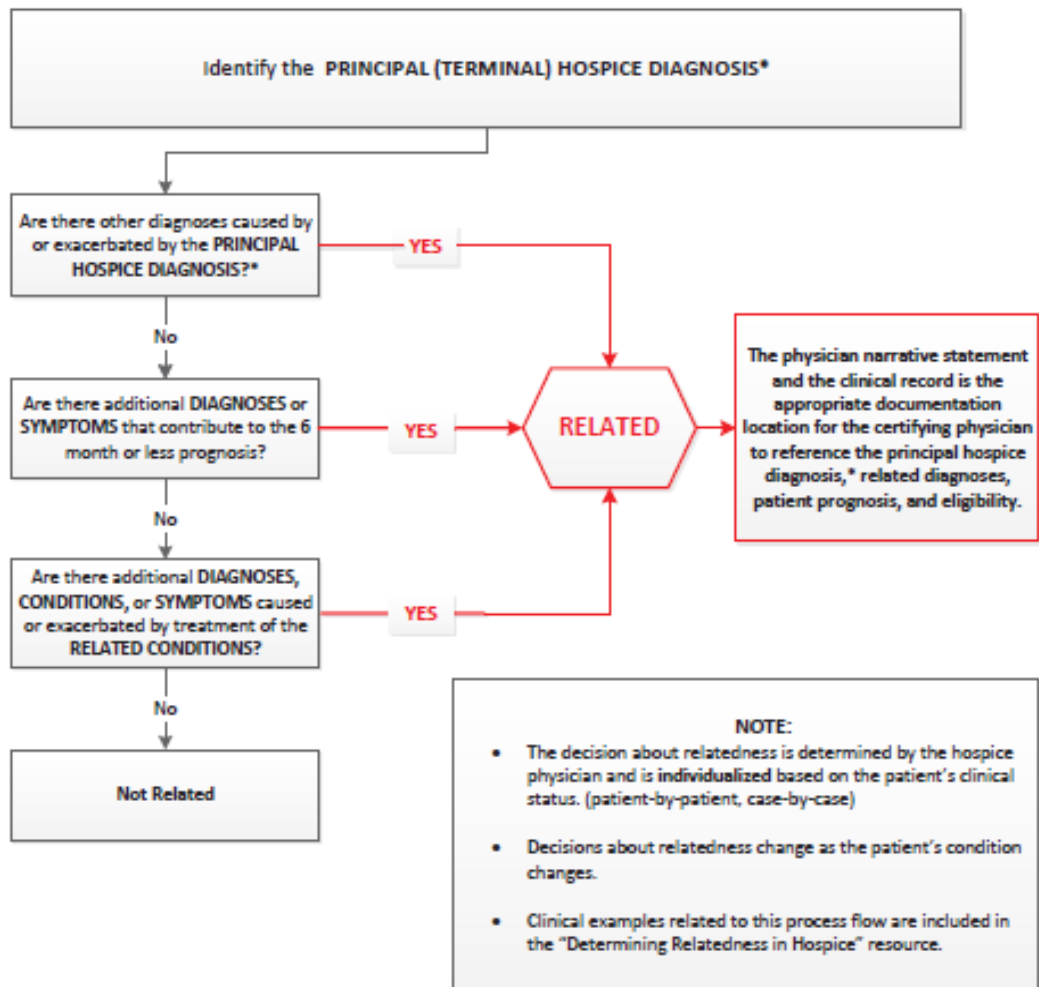 Identify the PRINCIPAL (TERMINAL) HOSPICE DIAGNOSIS*
Are there other diagnoses caused by
or exacerbated by the PRINCIPAL
HOSPICE DIAGNOSIS?*
YES
No
Are there additional DIAGNOSES or
SYMPTOMS that contribute to the 6
month or less prognosis?
YES
No
Are there additional DIAGNOSES,
CONDITIONS, or SYMPTOMS caused
or exacerbated by treatment of the
RELATED CONDITIONS?
YES
No
Not Related
RELATED
The physician narrative statement
and the clinical record is the
appropriate documentation
location for the certifying physician
to reference the principal hospice
diagnosis,* related diagnoses,
patient prognosis, and eligibility.
NOTE:
• The decision about relatedness is determined by the hospice
physician and is individualized based on the patient's clinical
status. (patient-by-patient, case-by-case)
• Decisions about relatedness change as the patient's condition
changes.
• Clinical examples related to this process flow are included in
the "Determining Relatedness in Hospice" resource.